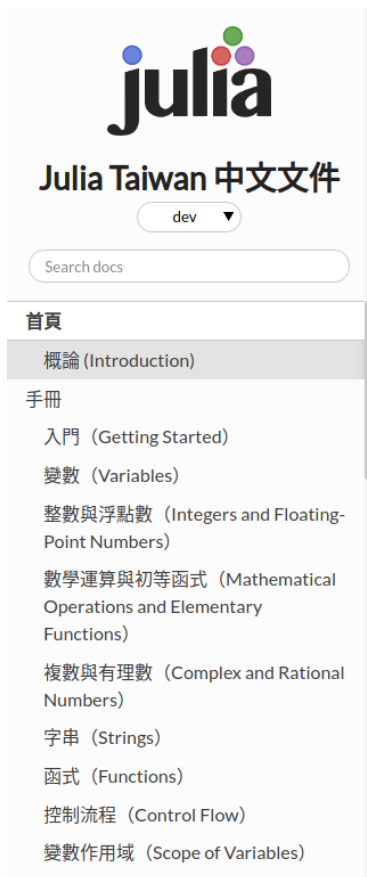 julia
Julia Taiwan 中文文件
dev
Search docs
首頁
概論 (Introduction)
手冊
入門（Getting Started）
變數（Variables）
整數與浮點數（Integers and Floating-
Point Numbers）
數學運算與初等函式（Mathematical
Operations and Elementary
Functions）
複數與有理數（Complex and Rational
Numbers）
字串（Strings）
函式（Functions）
控制流程（Control Flow）
變數作用域（Scope of Variables）